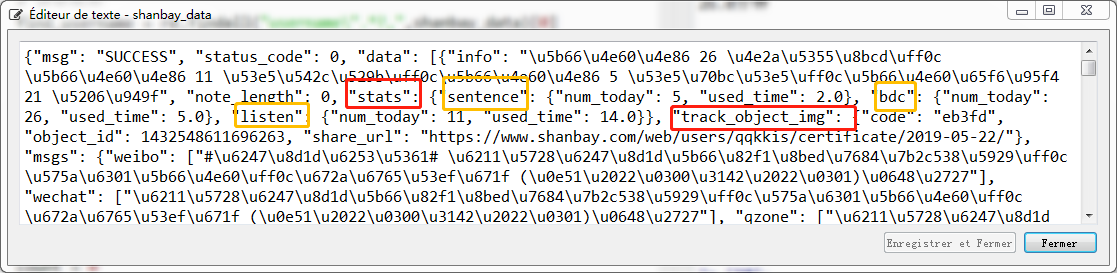 Éditeur de texte - shanbay_data
{"msg": "SUCCESS", "status_code": 0, "data": [{"info": "\u5b66\u4e60\u4e86 26 \u4e2a\u5355\u8bcd\uff0c
\u5b66\u4e60\u4e86 11 \u53e5\u542c\u529b\uff0c\u5b66\u4e60\u4e86 5 \u53e5\u70bc\u53e5\uff0c\u5b66\u4e60\u65f6\u95f4
21 \u5206\u949f", "note_length": 0, "stats": {"sentence": {"num_today": 5, "used_time": 2.0}, "bdc": {"num_today":
26, "used_time": 5.0}, "listen": {"num_today": 11, "used_time": 14.0}}, "track_object_img": {"code": "eb3fd",
"object_id": 1432548611696263, "share_url": "https://www.shanbay.com/web/users/qqkkis/certificate/2019-05-22/"},
"msgs": {"weibo": ["#\u6247\u8d1d\u6253\u5361# \u6211\u5728\u6247\u8d1d\u5b66\u82f1\u8bed\u7684\u7b2c538\u5929\uff0c
\u575a\u6301\u5b66\u4e60\uff0c\u672a\u6765\u53ef\u671f (\u0e51\u2022\u0300\u3142\u2022\u0301)\u0648\u2727"],
"wechat": ["\u6211\u5728\u6247\u8d1d\u5b66\u82f1\u8bed\u7684\u7b2c538\u5929\uff0c\u575a\u6301\u5b66\u4e60\uff0c
\u672a\u6765\u53ef\u671f (\u0e51\u2022\u0300\u3142\u2022\u0301)\u0648\u2727"], "qzone": ["\u6211\u5728\u6247\u8d1d
Enregistrer et Fermer
Fermer